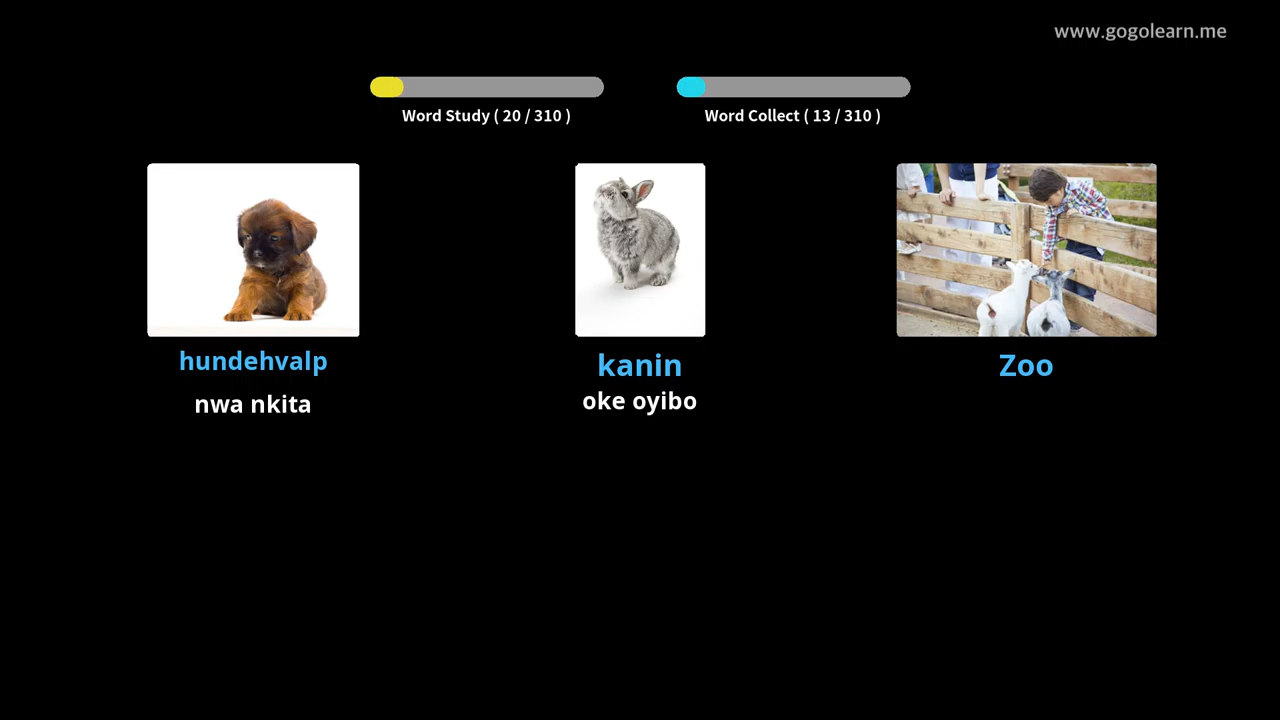 www.gogolearn.me
Word Study ( 20 / 310 )
Word Collect ( 13 / 310 )
hundehvalp
nwa nkita
kanin
oke oyibo
Zoo